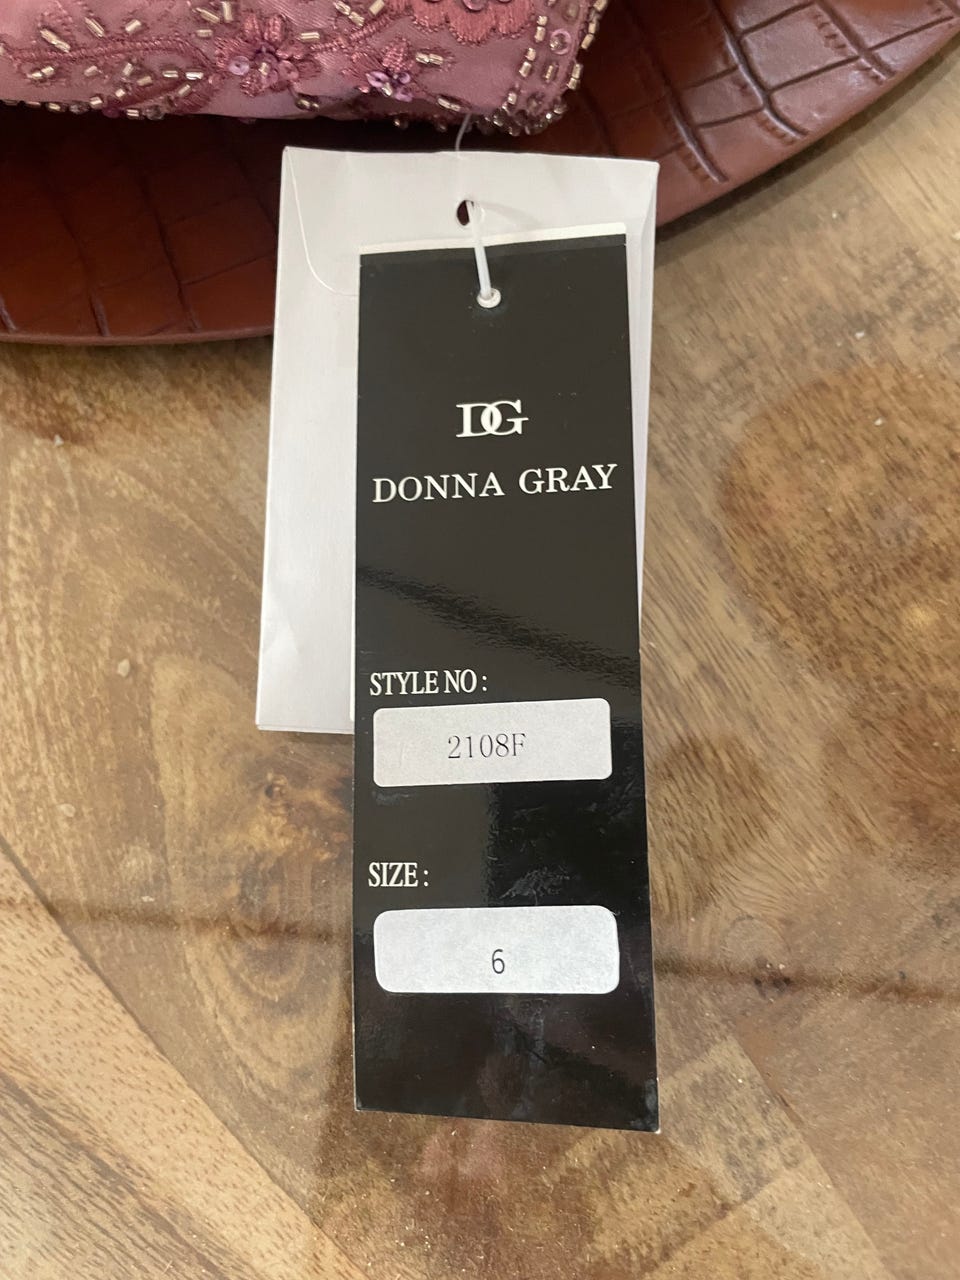 DG
DONNA GRAY
STYLE NO :
2108F
SIZE :
6